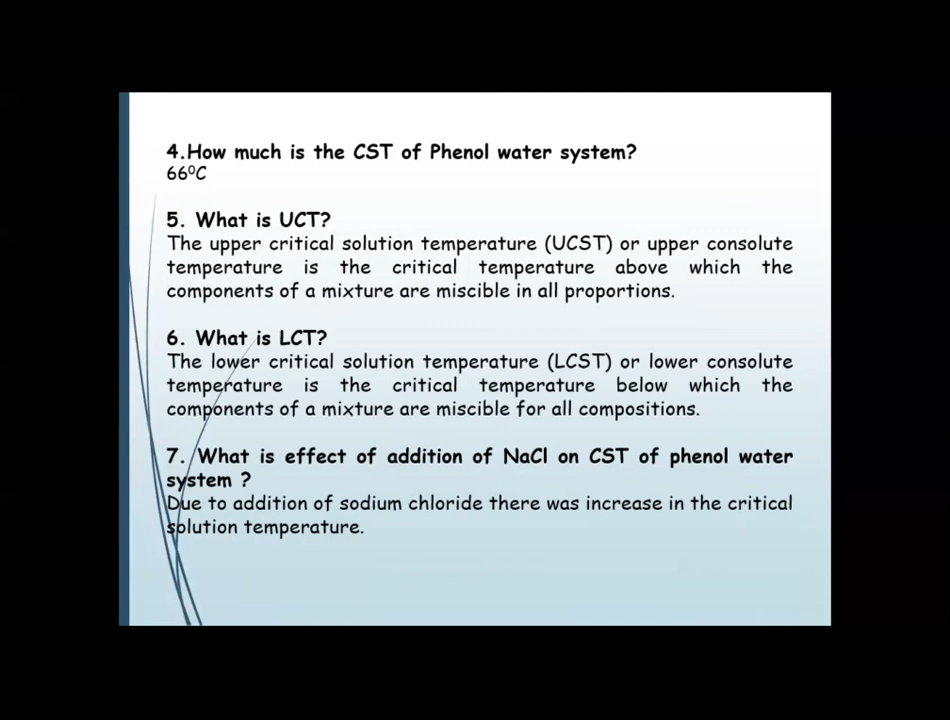 4.How much is the CST of Phenol water system?
66⁰C
5. What is UCT?
The upper critical solution temperature (UCST) or upper consolute
temperature is the critical temperature above which the
components of a mixture are miscible in all proportions.
6. What is LCT?
The lower critical solution temperature (LCST) or lower consolute
temperature is the critical temperature below which the
components of a mixture are miscible for all compositions.
7. What is effect of addition of NaCl on CST of phenol water
system ?
Due to addition of sodium chloride there was increase in the critical
solution temperature.